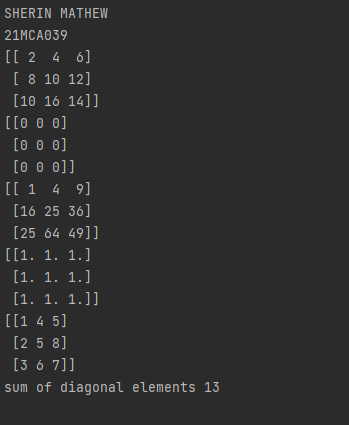 SHERIN MATHEW
21MCA039
[[ 2  4  6]
 [ 8 10 12]
 [10 16 14]]
[[0 0 0]
 [0 0 0]
 [0 0 0]]
[[ 1  4  9]
 [16 25 36]
 [25 64 49]]
[[1. 1. 1.]
 [1. 1. 1.]
 [1. 1. 1.]]
[[1 4 5]
 [2 5 8]
 [3 6 7]]
sum of diagonal elements 13